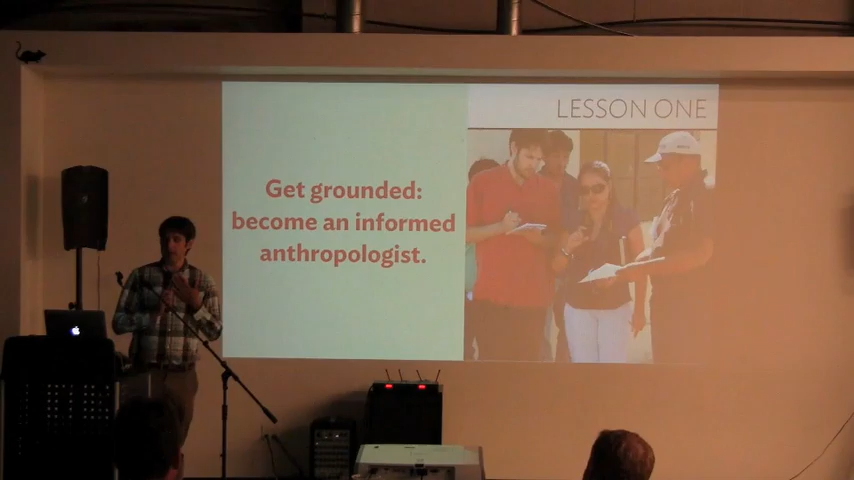 LESSON ONE
Get grounded:
become an informed
anthropologist.